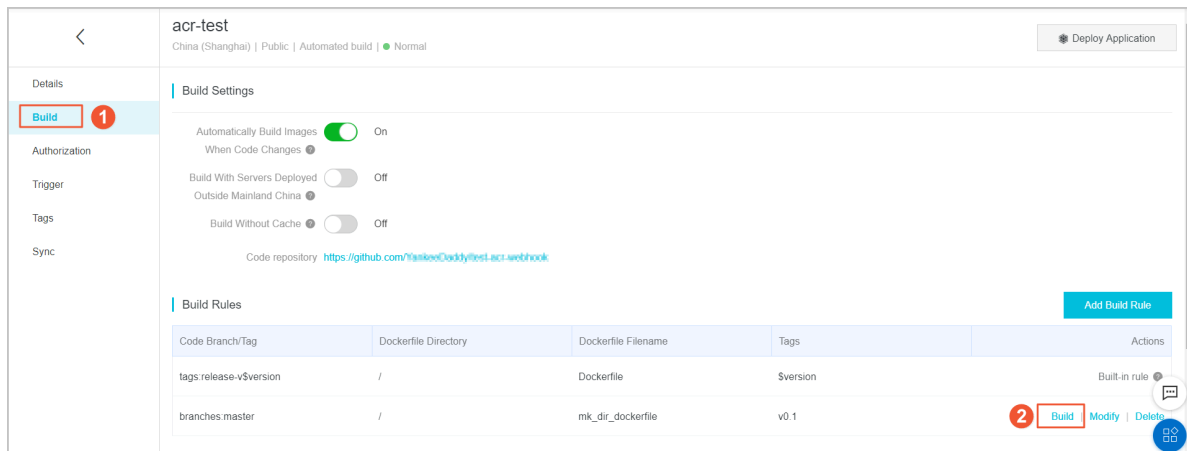 acr-test
China (Shanghai) | Public | Automated build | Normal
Deploy Application
Details
Build 1
Authorization
Trigger
Tags
Sync
Build Settings
Automatically Build Images On
When Code Changes
Build With Servers Deployed Off
Outside Mainland China
Build Without Cache Off
Code repository https://github.com/
Build Rules
Add Build Rule
Code Branch/Tag Dockerfile Directory Dockerfile Filename Tags Actions
tags:release-v$version / Dockerfile $version Built-in rule
branches:master / mk_dir_dockerfile v0.1 2 Build | Modify | Delete